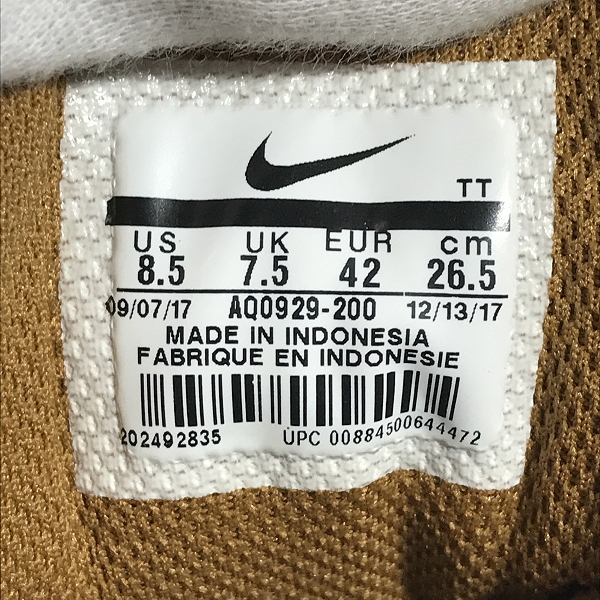 TT
US UK EUR cm
8.5 7.5 42 26.5
09/07/17 AQ0929-200 12/13/17
MADE IN INDONESIA
FABRIQUE EN INDONESIE
202492835 UPC 00884500644472